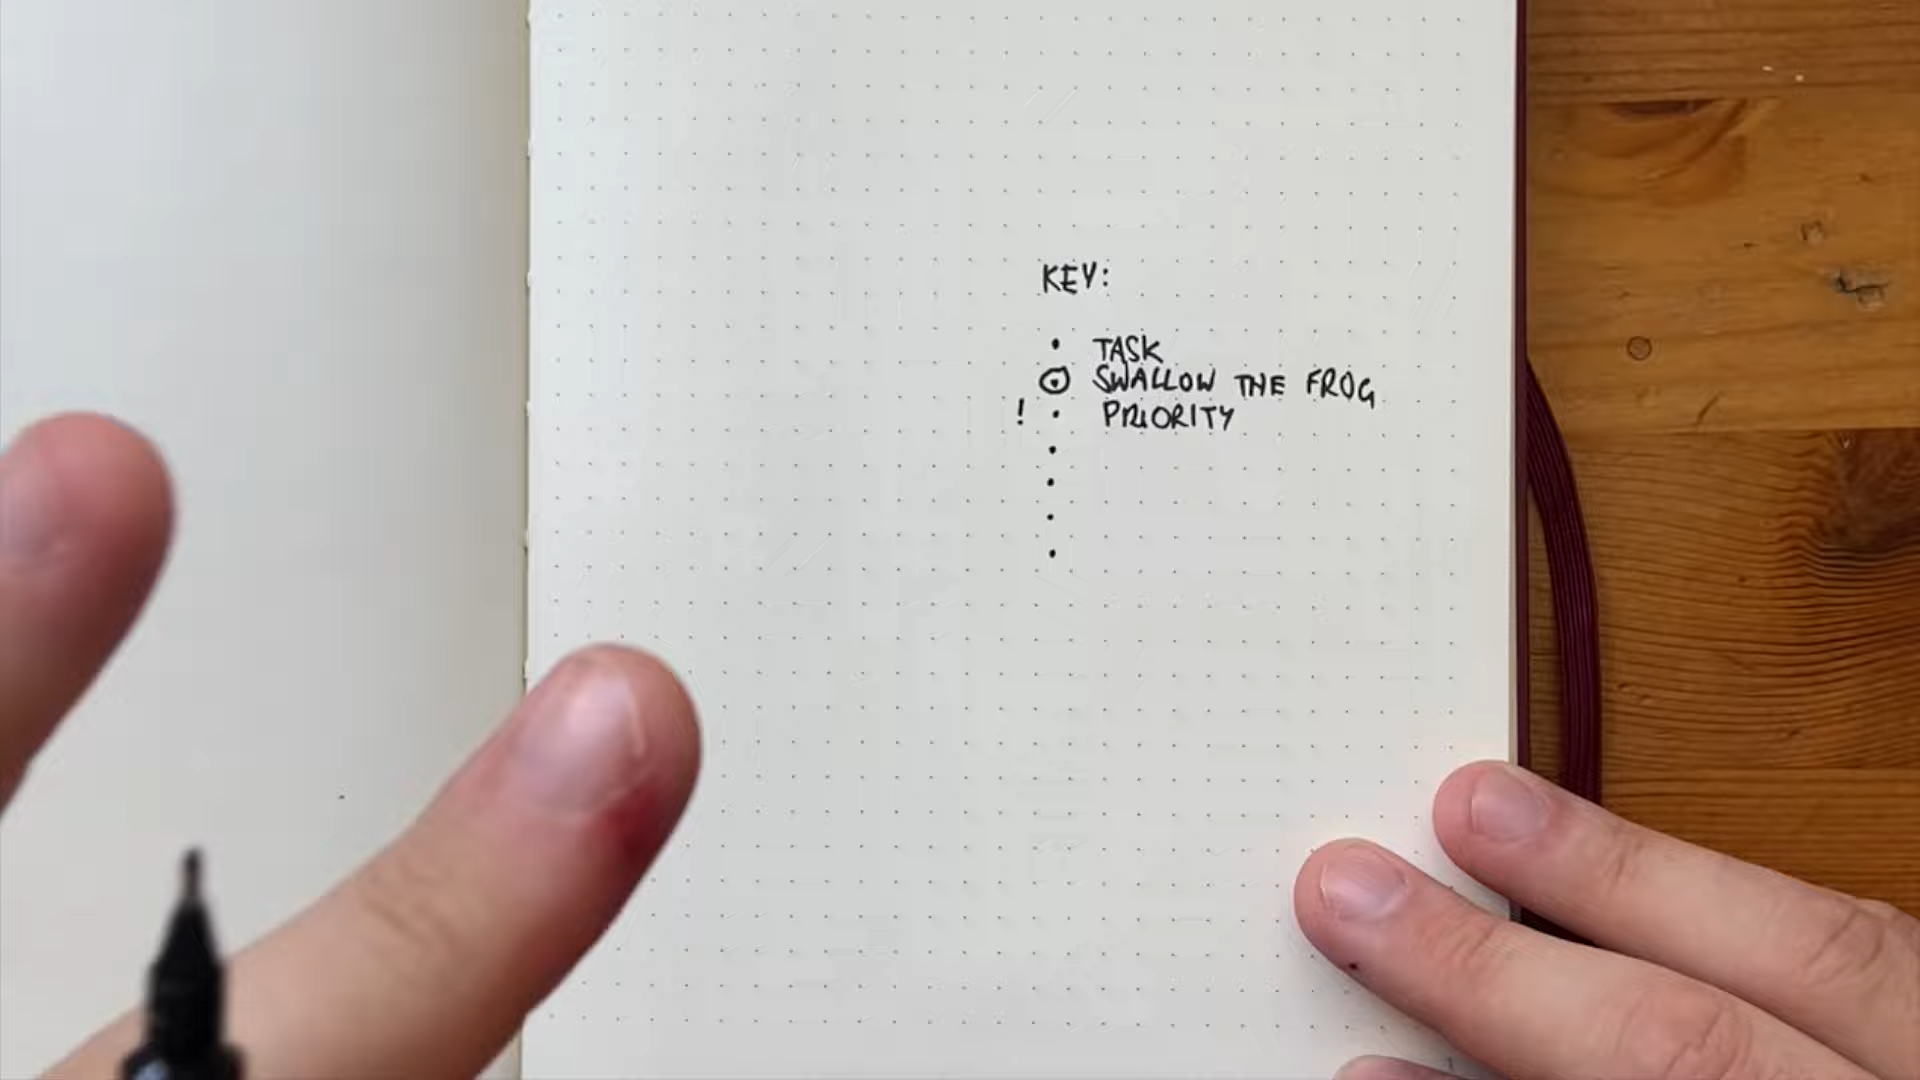 KEY:
• TASK
⊙ SWALLOW THE FROG
! • PRIORITY
•
•
•
•